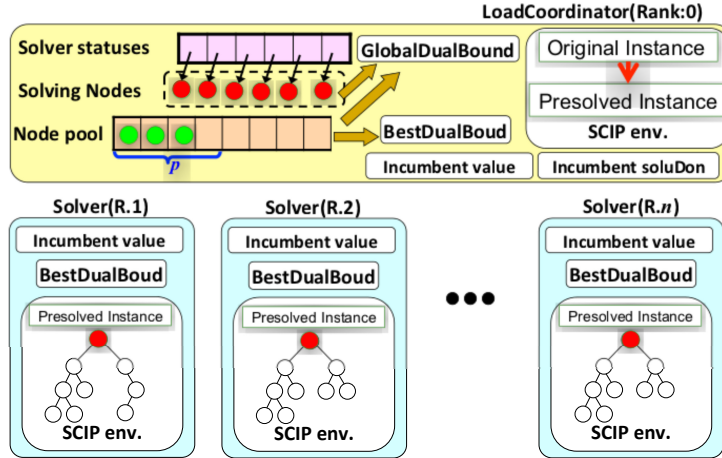 LoadCoordinator(Rank:0)
Solver statuses
GlobalDualBound
Original Instance
Solving Nodes
Presolved Instance
Node pool
BestDualBoud
SCIP env.
p
Incumbent value
Incumbent soluDon
Solver(R.1)
Incumbent value
BestDualBoud
Presolved Instance
SCIP env.
Solver(R.2)
Incumbent value
BestDualBoud
Presolved Instance
SCIP env.
Solver(R.n)
Incumbent value
BestDualBoud
Presolved Instance
SCIP env.